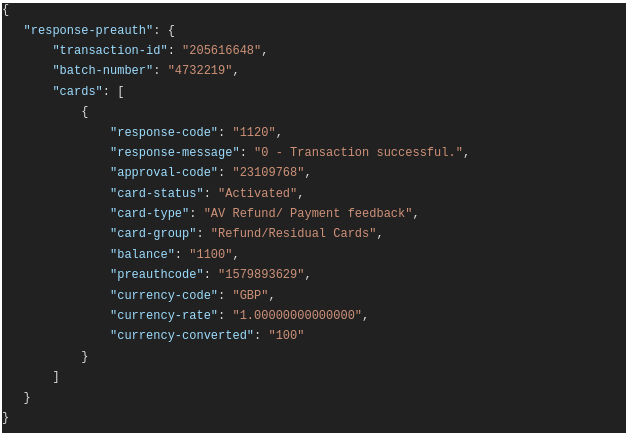 {
"response-preauth": {
"transaction-id": "205616648",
"batch-number": "4732219",
"cards": [
{
"response-code": "1120",
"response-message": "0 - Transaction successful.",
"approval-code": "23109768",
"card-status": "Activated",
"card-type": "AV Refund/ Payment feedback",
"card-group": "Refund/Residual Cards",
"balance": "1100",
"preauthcode": "1579893629",
"currency-code": "GBP",
"currency-rate": "1.00000000000000",
"currency-converted": "100"
}
]
}
}